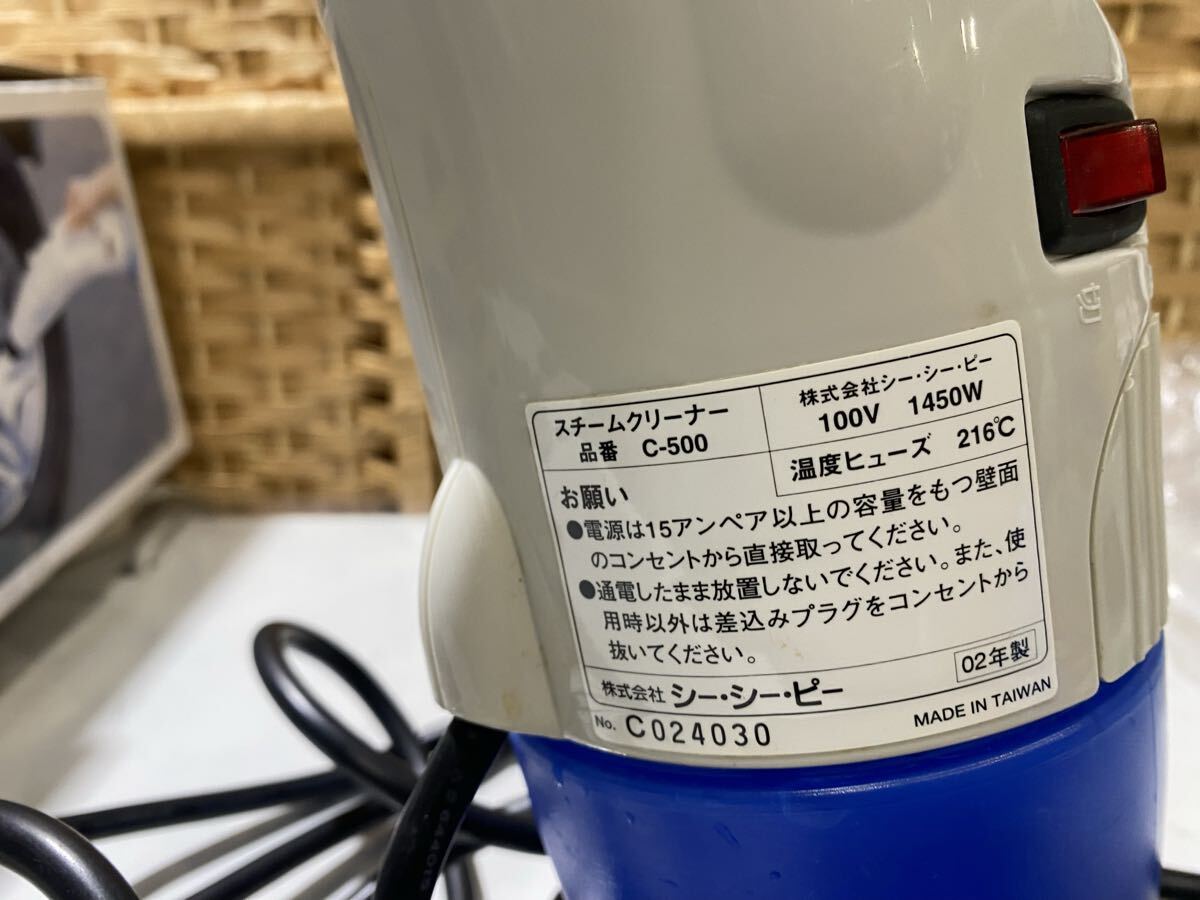 切
スチームクリーナー
品番 C-500
株式会社シー・シー・ピー
100V 1450W
温度ヒューズ 216℃
お願い
●電源は15アンペア以上の容量をもつ壁面
のコンセントから直接取ってください。
●通電したまま放置しないでください。また、使
用時以外は差込みプラグをコンセントから
抜いてください。
株式会社 シー・シー・ピー
02年製
No. C024030
MADE IN TAIWAN